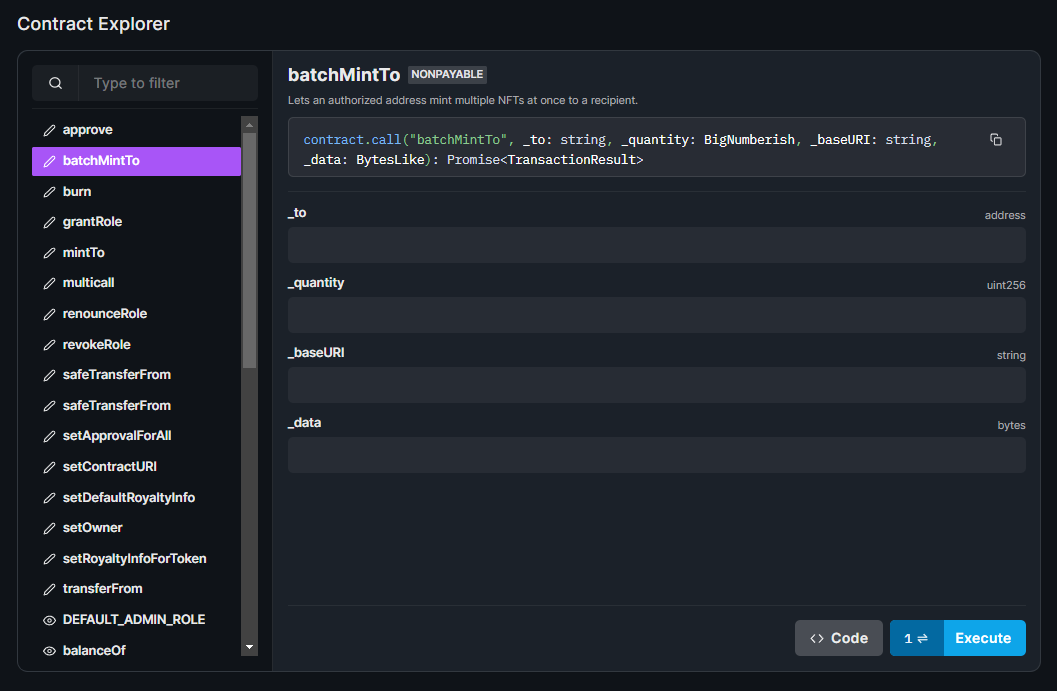 Contract Explorer
Type to filter
approve
batchMintTo
burn
grantRole
mintTo
multicall
renounceRole
revokeRole
safeTransferFrom
safeTransferFrom
setApprovalForAll
setContractURI
setDefaultRoyaltyInfo
setOwner
setRoyaltyInfoForToken
transferFrom
DEFAULT_ADMIN_ROLE
balanceOf
batchMintTo NONPAYABLE
Lets an authorized address mint multiple NFTs at once to a recipient.
contract.call("batchMintTo", _to: string, _quantity: BigNumberish, _baseURI: string,
_data: BytesLike): Promise<TransactionResult>
_to address
_quantity uint256
_baseURI string
_data bytes
<> Code 1 ⇌ Execute